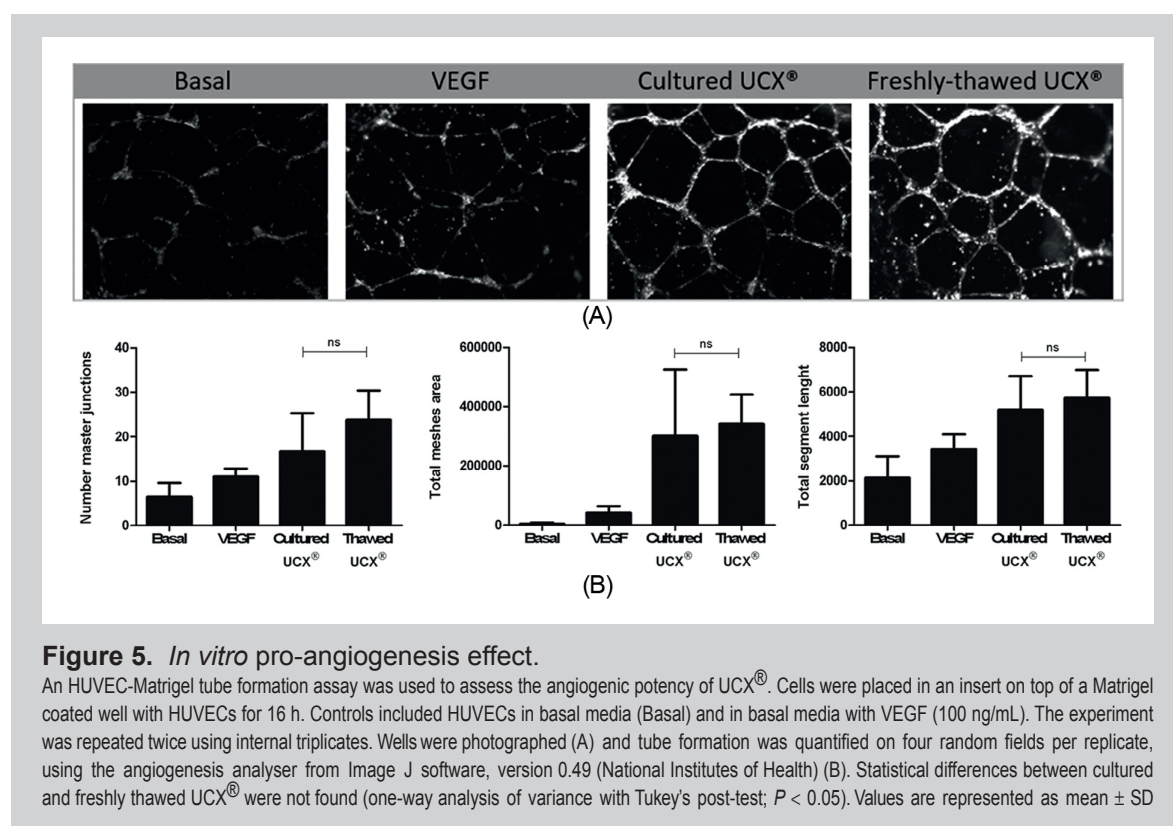 Basal VEGF Cultured UCX® Freshly-thawed UCX®
(A)
Number master junctions
40
30
20
10
0
Basal VEGF Cultured UCX® Thawed UCX®
ns
Total meshes area
600000
400000
200000
0
Basal VEGF Cultured UCX® Thawed UCX®
ns
Total segment lenght
8000
6000
4000
2000
0
Basal VEGF Cultured UCX® Thawed UCX®
ns
(B)
Figure 5. In vitro pro-angiogenesis effect.
An HUVEC-Matrigel tube formation assay was used to assess the angiogenic potency of UCX®. Cells were placed in an insert on top of a Matrigel
coated well with HUVECs for 16 h. Controls included HUVECs in basal media (Basal) and in basal media with VEGF (100 ng/mL). The experiment
was repeated twice using internal triplicates. Wells were photographed (A) and tube formation was quantified on four random fields per replicate,
using the angiogenesis analyser from Image J software, version 0.49 (National Institutes of Health) (B). Statistical differences between cultured
and freshly thawed UCX® were not found (one-way analysis of variance with Tukey's post-test; P < 0.05). Values are represented as mean ± SD